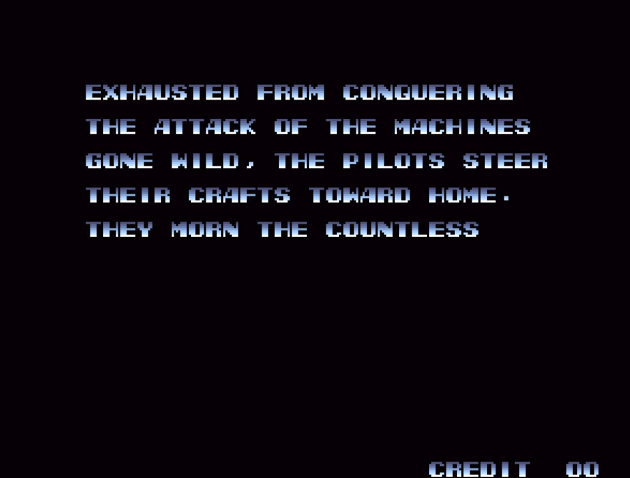 EXHAUSTED FROM CONQUERING
THE ATTACK OF THE MACHINES
GONE WILD, THE PILOTS STEER
THEIR CRAFTS TOWARD HOME.
THEY MORN THE COUNTLESS
CREDIT 00